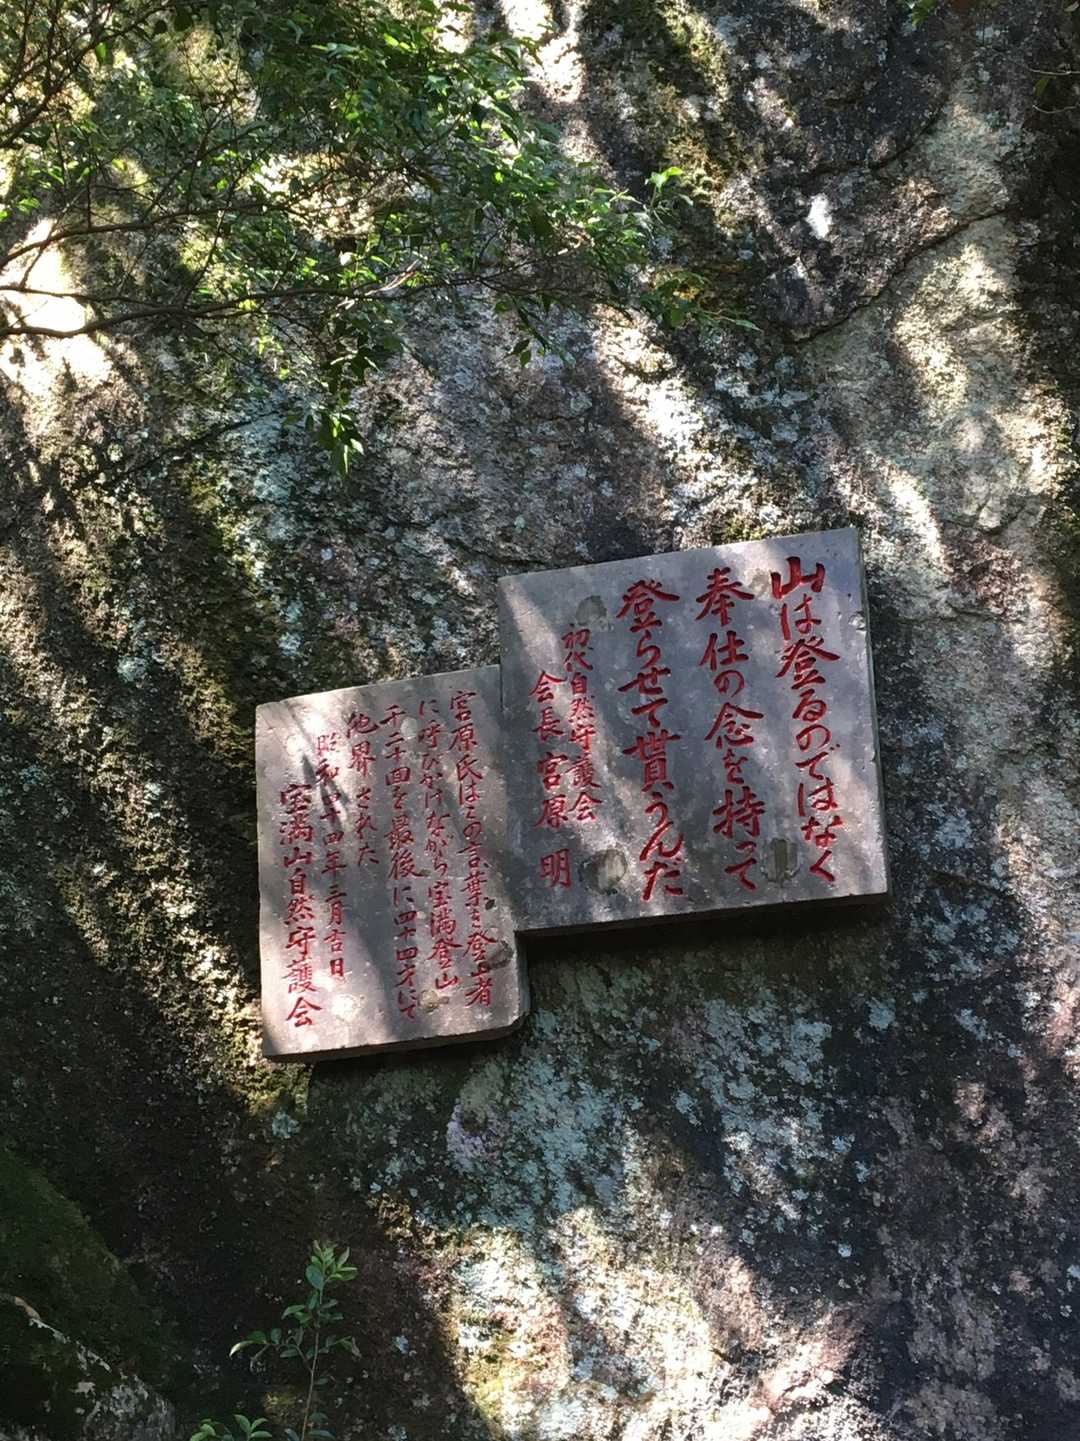 山は登るのではなく
奉仕の念を持って
登らせて貰うんだ
初代自然守護会
会長宮原 明
宮原氏はこの言葉を登山者
に呼びかけながら宝満登山
千二十回を最後に四十四才にて
他界された
昭和 十四年三月吉日
宝満山自然守護会